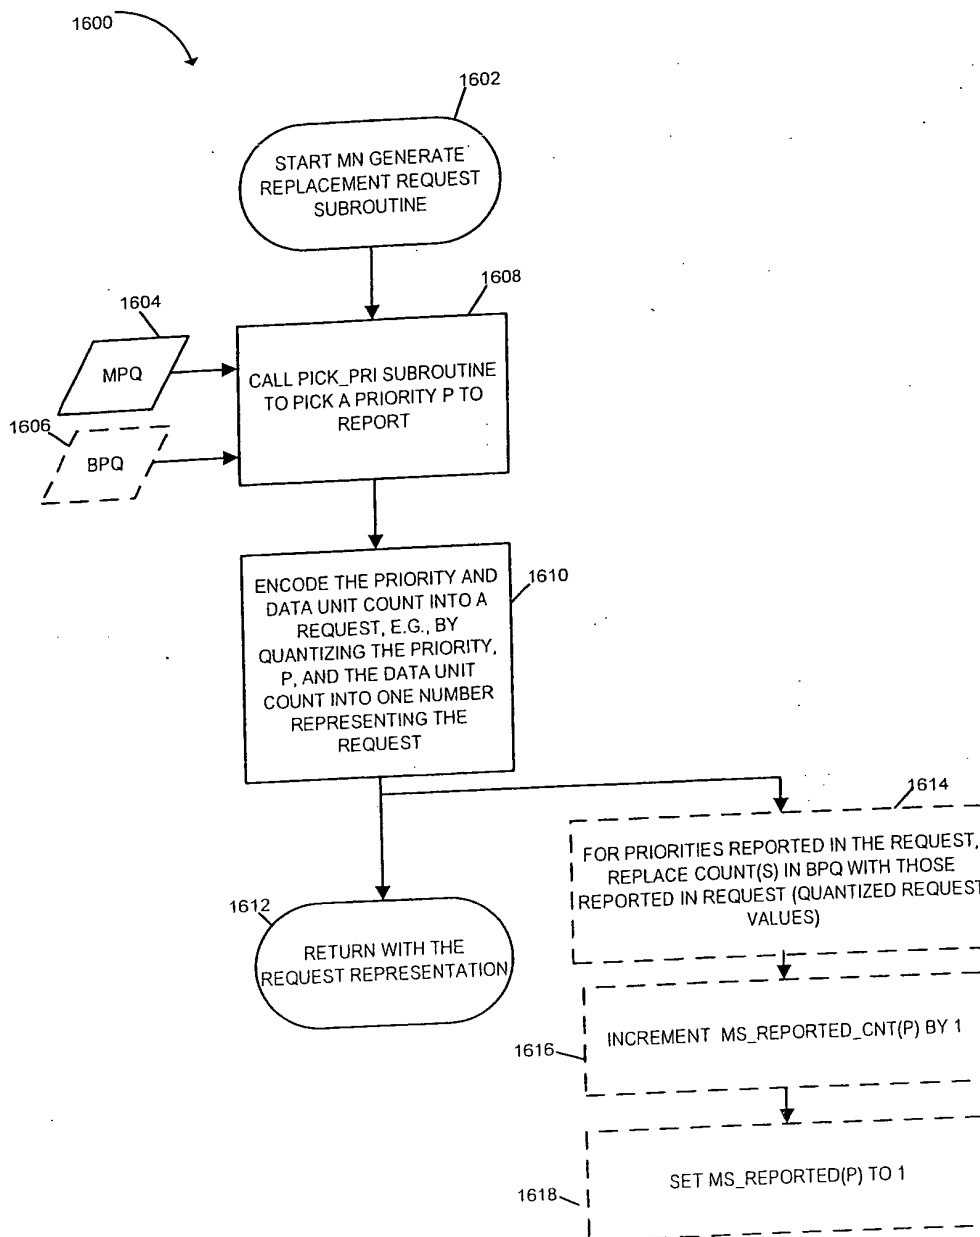 1600
1602
START MN GENERATE
REPLACEMENT REQUEST
SUBROUTINE
1608
1604
MPQ
CALL PICK_PRI SUBROUTINE
TO PICK A PRIORITY P TO
REPORT
1606
BPQ
1610
ENCODE THE PRIORITY AND
DATA UNIT COUNT INTO A
REQUEST, E.G., BY
QUANTIZING THE PRIORITY,
P, AND THE DATA UNIT
COUNT INTO ONE NUMBER
REPRESENTING THE
REQUEST
1614
FOR PRIORITIES REPORTED IN THE REQUEST,
REPLACE COUNT(S) IN BPQ WITH THOSE
REPORTED IN REQUEST (QUANTIZED REQUEST
VALUES)
1612
RETURN WITH THE
REQUEST REPRESENTATION
1616
INCREMENT MS_REPORTED_CNT(P) BY 1
1618
SET MS_REPORTED(P) TO 1